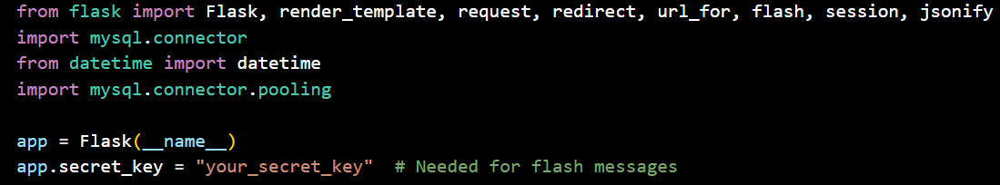 from flask import Flask, render_template, request, redirect, url_for, flash, session, jsonify
import mysql.connector
from datetime import datetime
import mysql.connector.pooling
app = Flask(__name__)
app.secret_key = "your_secret_key"  # Needed for flash messages